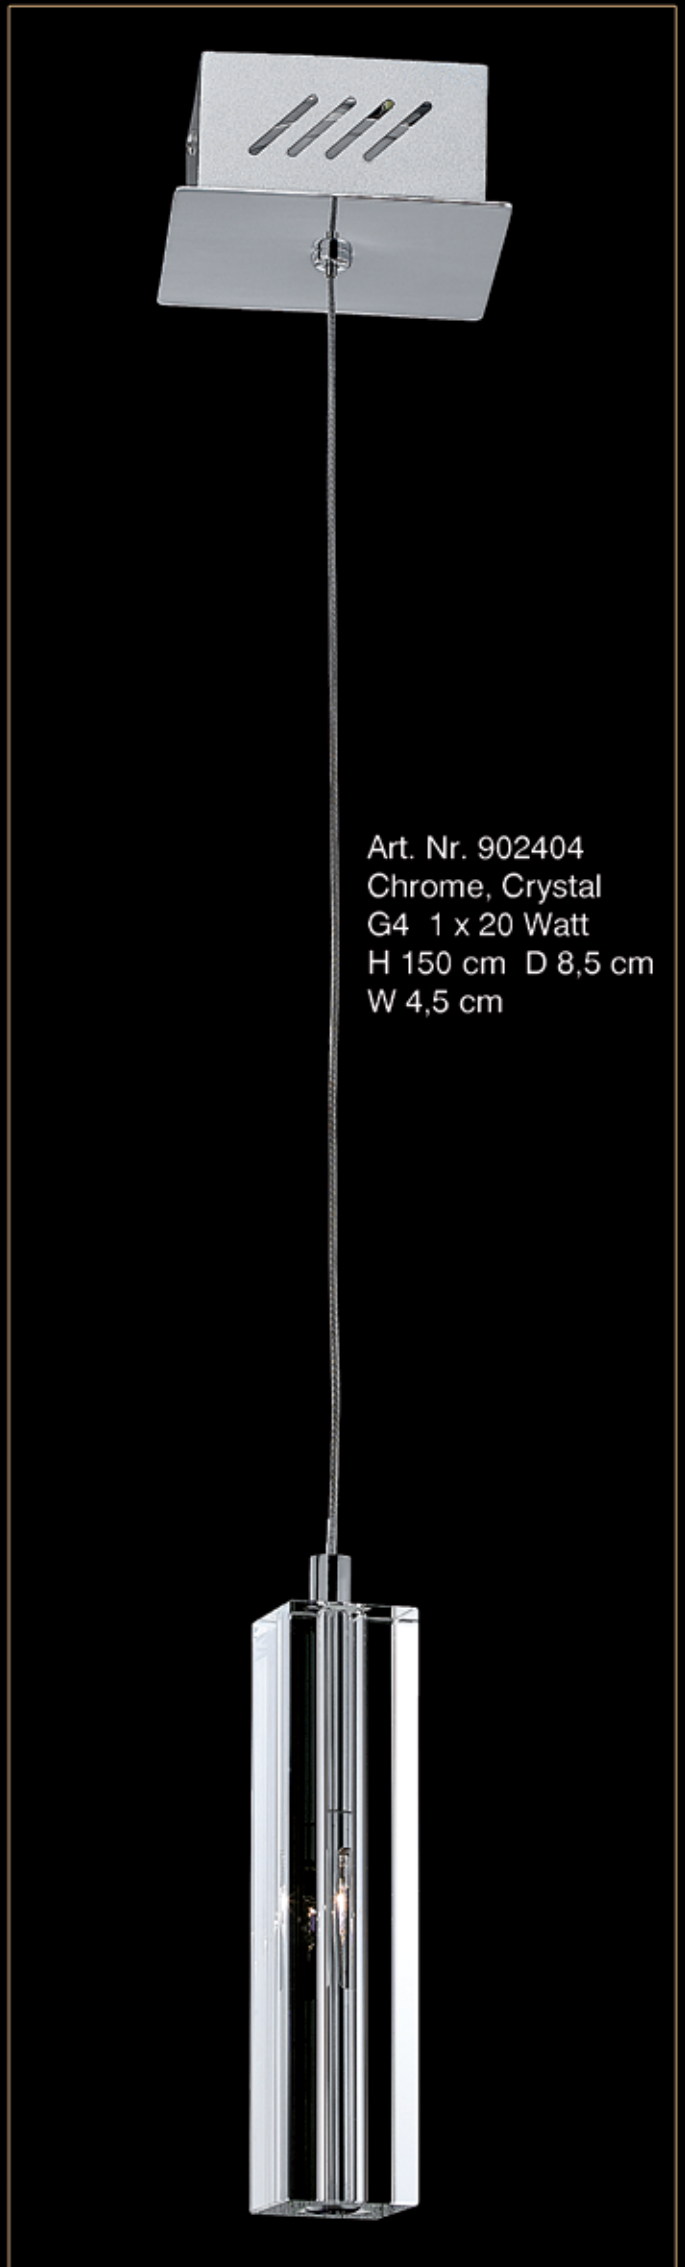 Art. Nr. 902404
Chrome, Crystal
G4 1 x 20 Watt
H 150 cm D 8,5 cm
W 4,5 cm